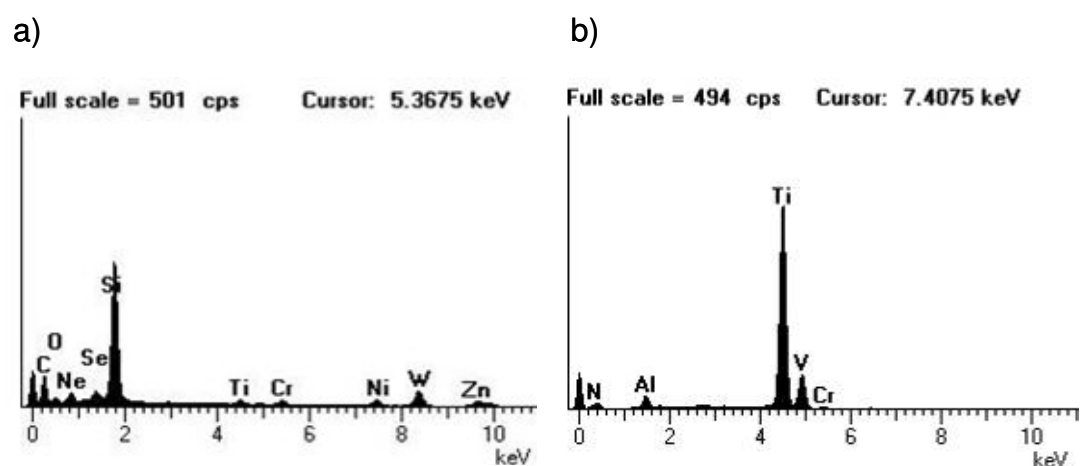 a)
Full scale = 501 cps Cursor: 5.3675 keV
Si
O
C
Se
Ne
Ti Cr Ni W Zn
0 2 4 6 8 10
keV
b)
Full scale = 494 cps Cursor: 7.4075 keV
Ti
V
N Al Cr
0 2 4 6 8 10
keV